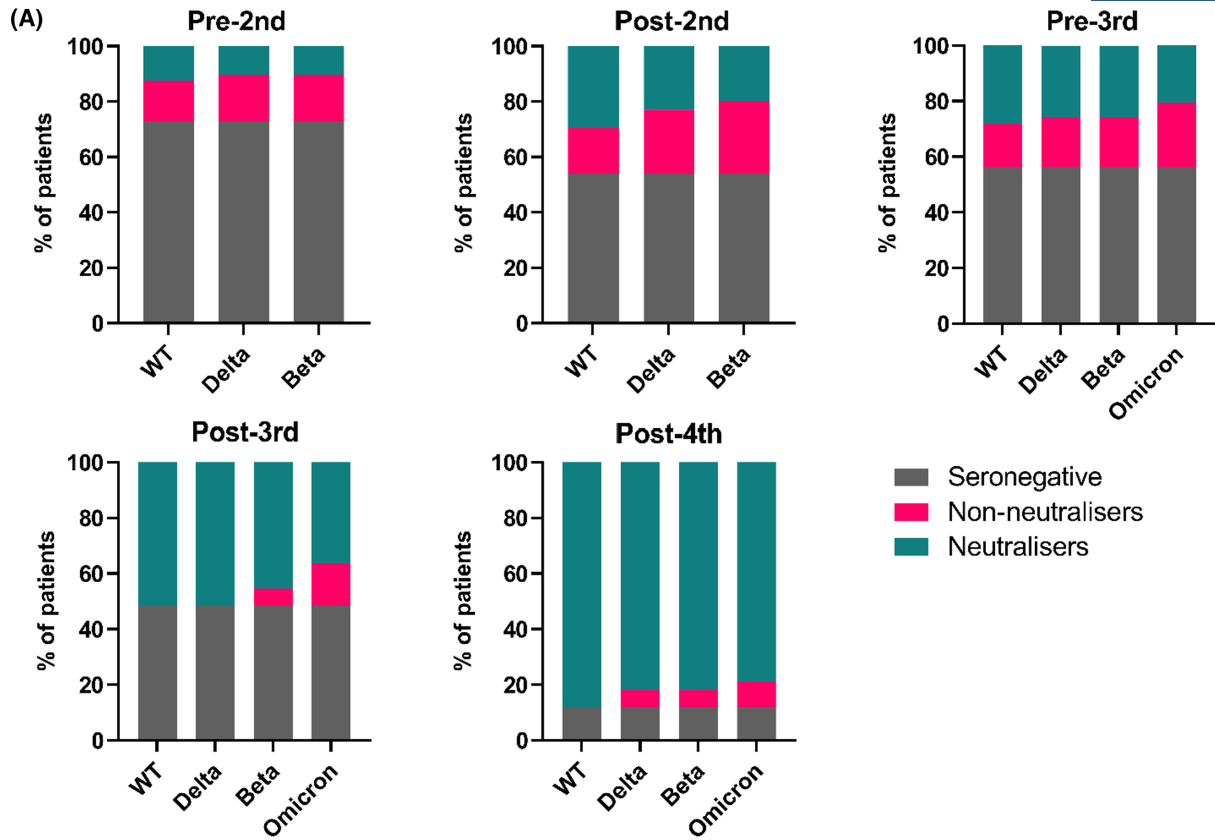 (A)
Pre-2nd
% of patients
100
80
60
40
20
0
WT
Delta
Beta
Post-2nd
% of patients
100
80
60
40
20
0
WT
Delta
Beta
Pre-3rd
% of patients
100
80
60
40
20
0
WT
Delta
Beta
Omicron
Post-3rd
% of patients
100
80
60
40
20
0
WT
Delta
Beta
Omicron
Post-4th
% of patients
100
80
60
40
20
0
WT
Delta
Beta
Omicron
Seronegative
Non-neutralisers
Neutralisers